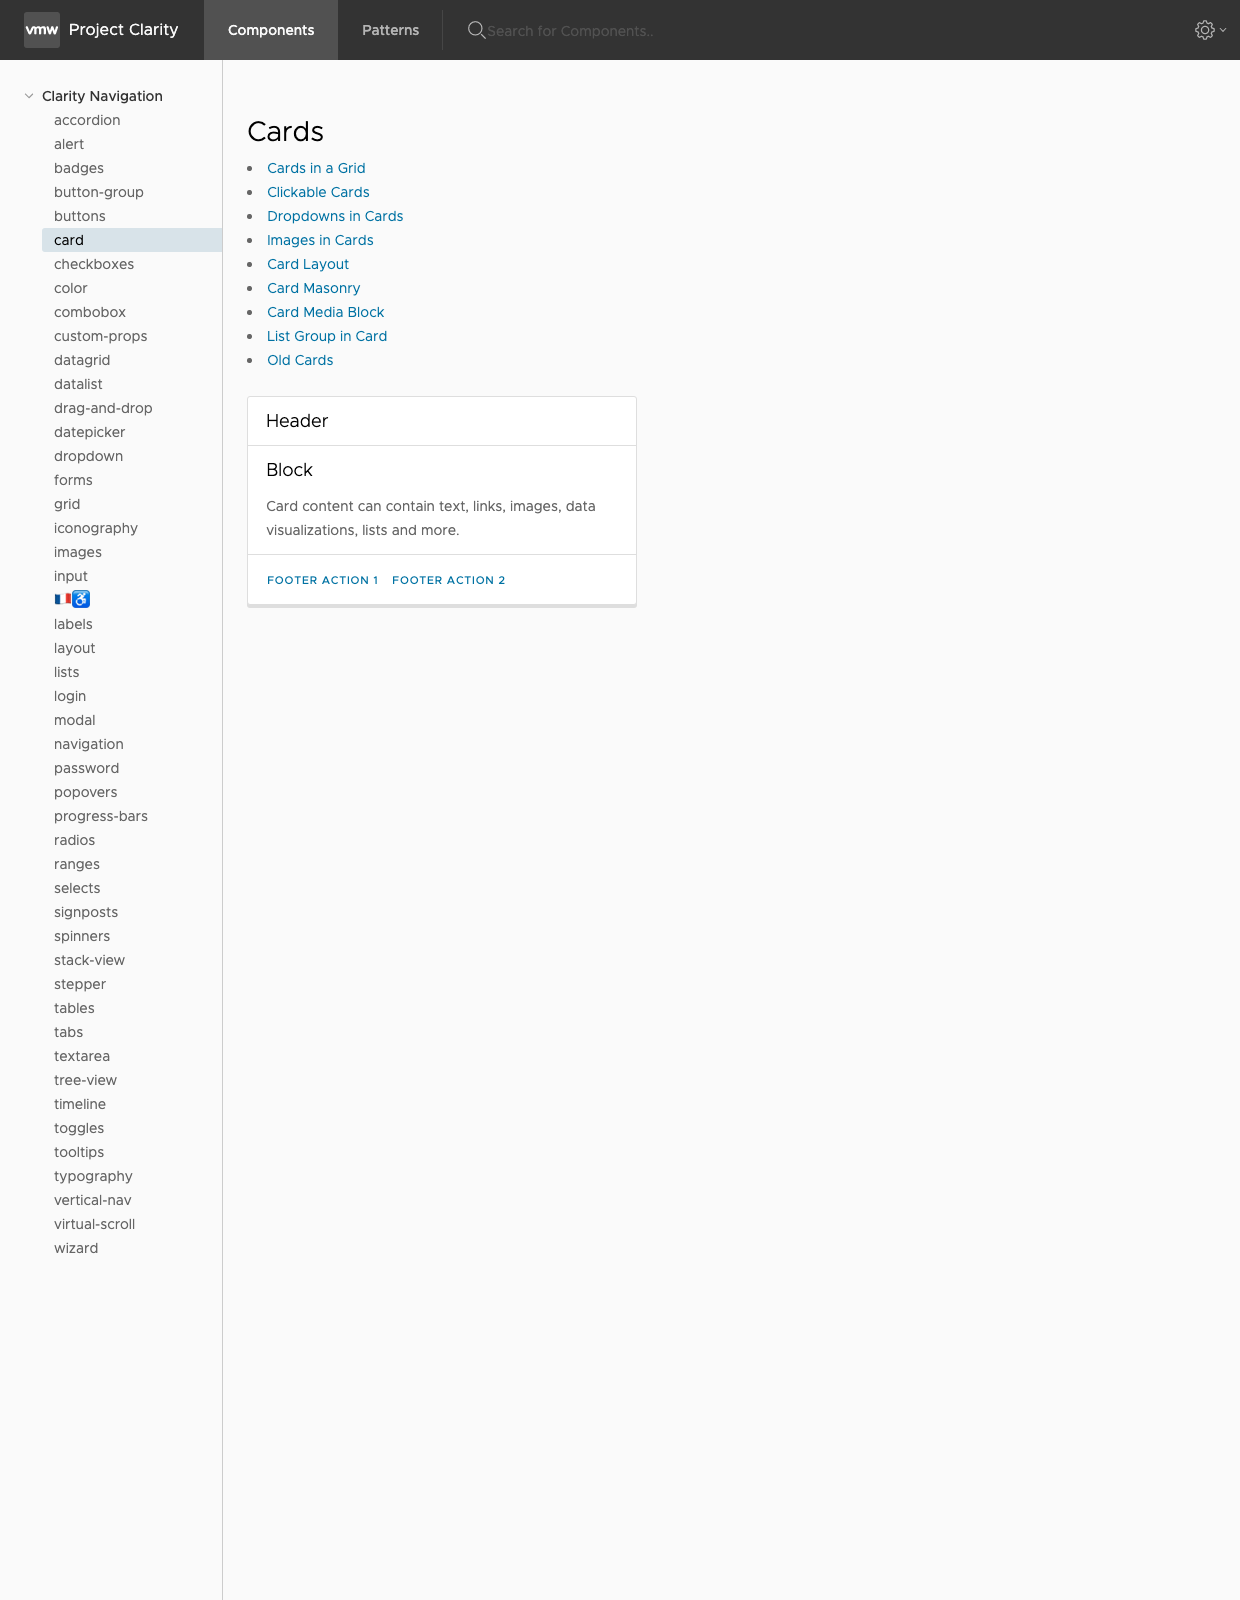 vmw Project Clarity Components Patterns Search for Components..
Clarity Navigation
accordion
alert
badges
button-group
buttons
card
checkboxes
color
combobox
custom-props
datagrid
datalist
drag-and-drop
datepicker
dropdown
forms
grid
iconography
images
input
🇫🇷♿
labels
layout
lists
login
modal
navigation
password
popovers
progress-bars
radios
ranges
selects
signposts
spinners
stack-view
stepper
tables
tabs
textarea
tree-view
timeline
toggles
tooltips
typography
vertical-nav
virtual-scroll
wizard
Cards
Cards in a Grid
Clickable Cards
Dropdowns in Cards
Images in Cards
Card Layout
Card Masonry
Card Media Block
List Group in Card
Old Cards
Header
Block
Card content can contain text, links, images, data
visualizations, lists and more.
FOOTER ACTION 1 FOOTER ACTION 2